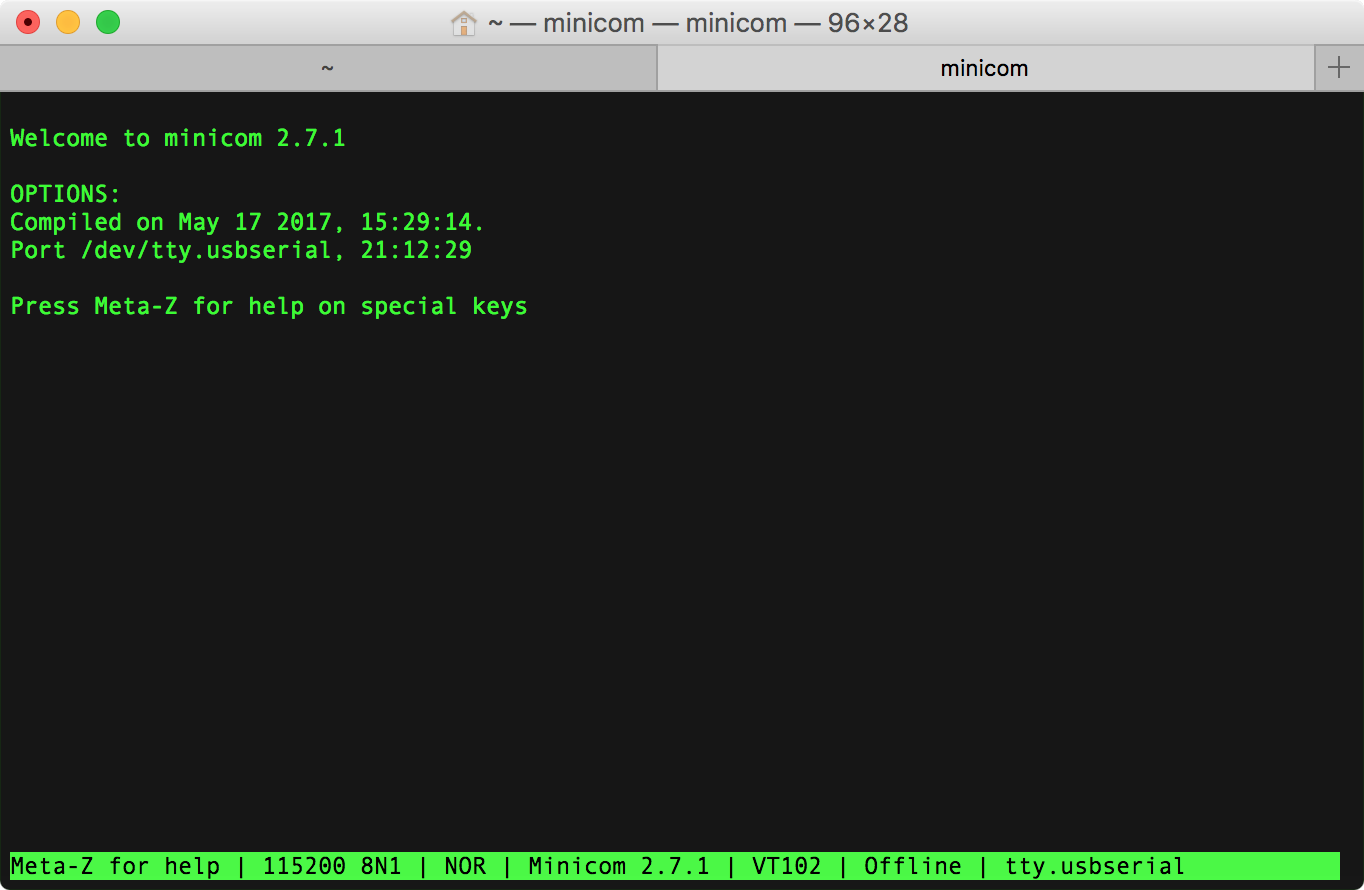 ~ — minicom — minicom — 96×28
~
minicom
Welcome to minicom 2.7.1
OPTIONS:
Compiled on May 17 2017, 15:29:14.
Port /dev/tty.usbserial, 21:12:29
Press Meta-Z for help on special keys
Meta-Z for help | 115200 8N1 | NOR | Minicom 2.7.1 | VT102 | Offline | tty.usbserial